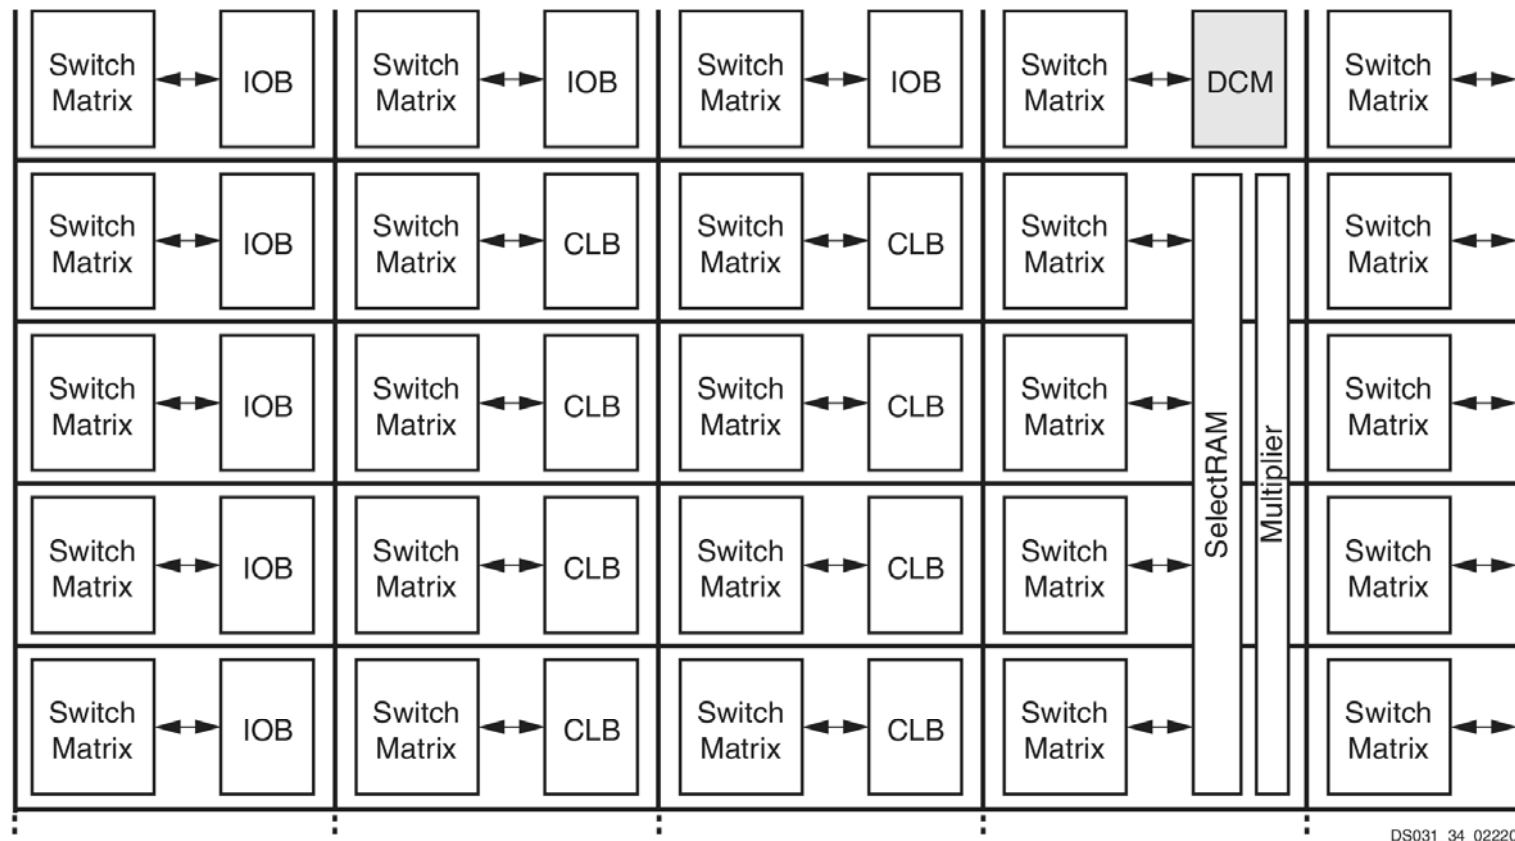 Switch
Matrix
IOB
Switch
Matrix
IOB
Switch
Matrix
IOB
Switch
Matrix
DCM
Switch
Matrix
Switch
Matrix
IOB
Switch
Matrix
CLB
Switch
Matrix
CLB
Switch
Matrix
Switch
Matrix
Switch
Matrix
IOB
Switch
Matrix
CLB
Switch
Matrix
CLB
Switch
Matrix
SelectRAM
Multiplier
Switch
Matrix
Switch
Matrix
IOB
Switch
Matrix
CLB
Switch
Matrix
CLB
Switch
Matrix
Switch
Matrix
Switch
Matrix
IOB
Switch
Matrix
CLB
Switch
Matrix
CLB
Switch
Matrix
Switch
Matrix
DS031_34_02220